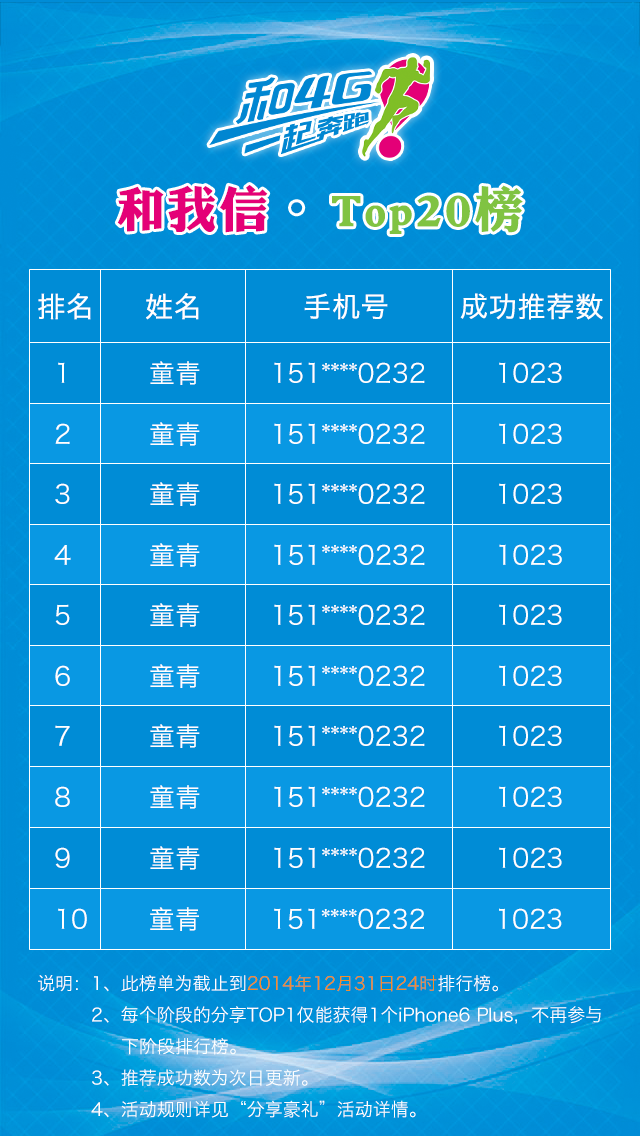 和4G
一起奔跑
和我信 · Top20榜
排名 姓名 手机号 成功推荐数
1 童青 151****0232 1023
2 童青 151****0232 1023
3 童青 151****0232 1023
4 童青 151****0232 1023
5 童青 151****0232 1023
6 童青 151****0232 1023
7 童青 151****0232 1023
8 童青 151****0232 1023
9 童青 151****0232 1023
10 童青 151****0232 1023
说明：1、此榜单为截止到2014年12月31日24时排行榜。
2、每个阶段的分享TOP1仅能获得1个iPhone6 Plus，不再参与
下阶段排行榜。
3、推荐成功数为次日更新。
4、活动规则详见“分享豪礼”活动详情。